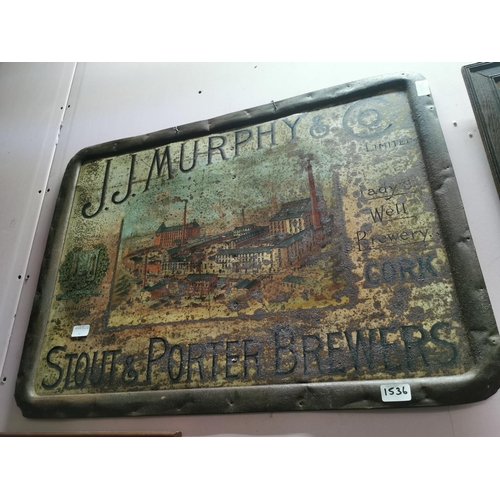 J.J. MURPHY & Co.
LIMITED
Lady's
Well
Brewery.
CORK
STOUT & PORTER BREWERS
1536